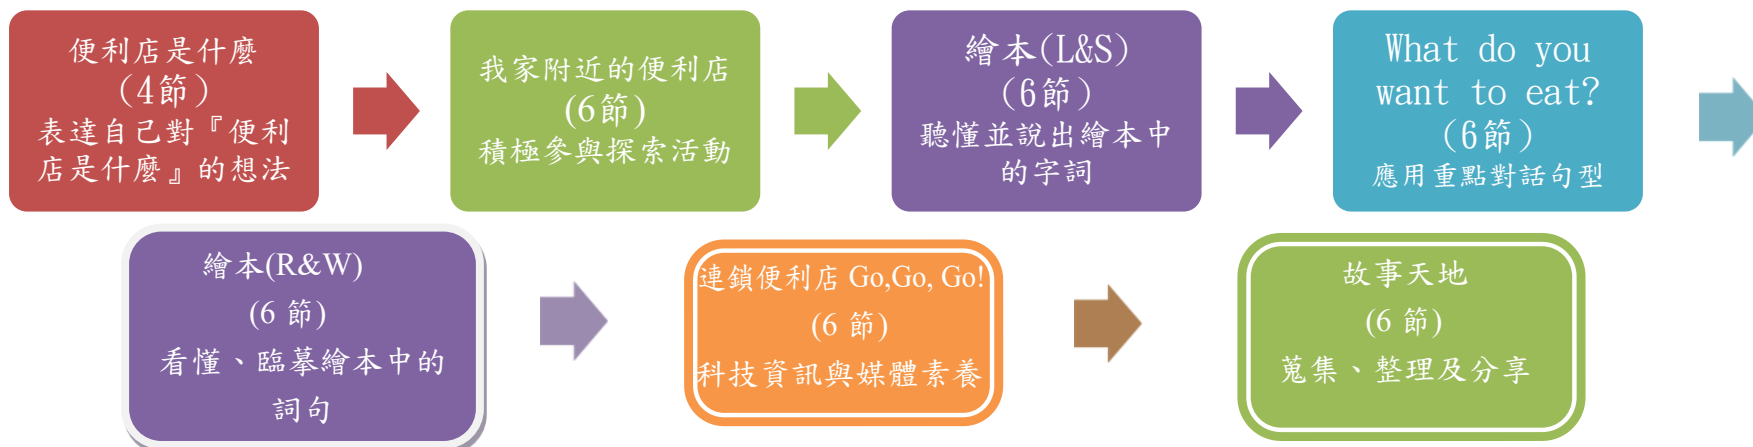 便利店是什麼
(4節)
表達自己對『便利
店是什麼』的想法
我家附近的便利店
(6節)
積極參與探索活動
繪本(L&S)
(6節)
聽懂並說出繪本中
的字詞
What do you
want to eat?
(6節)
應用重點對話句型
繪本(R&W)
(6 節)
看懂、臨摹繪本中的
詞句
連鎖便利店 Go,Go, Go!
(6 節)
科技資訊與媒體素養
故事天地
(6 節)
蒐集、整理及分享